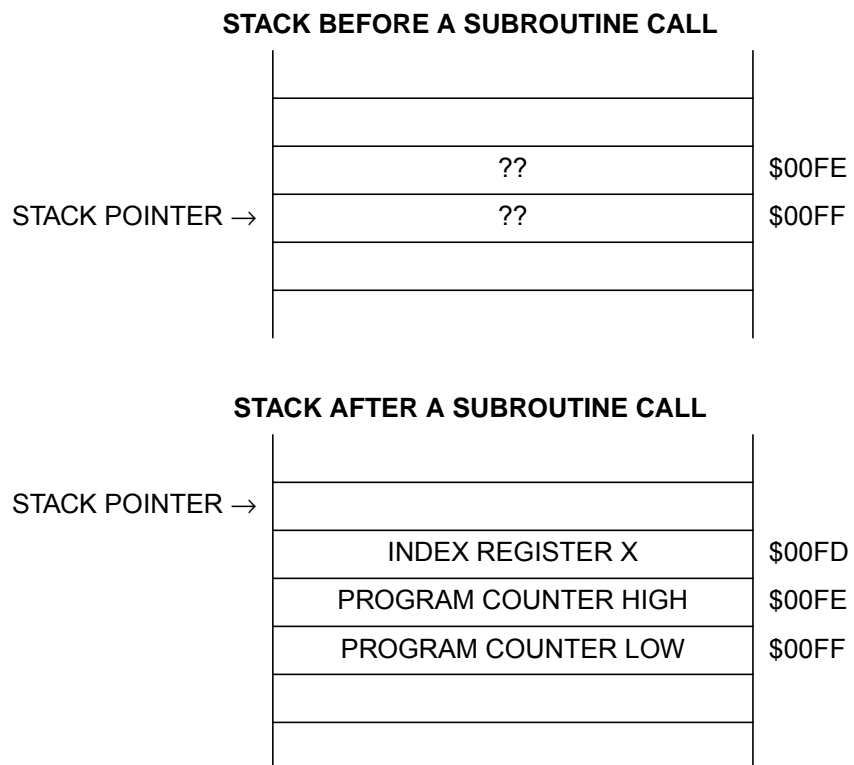 STACK BEFORE A SUBROUTINE CALL
?? $00FE
STACK POINTER → ?? $00FF
STACK AFTER A SUBROUTINE CALL
STACK POINTER →
INDEX REGISTER X $00FD
PROGRAM COUNTER HIGH $00FE
PROGRAM COUNTER LOW $00FF